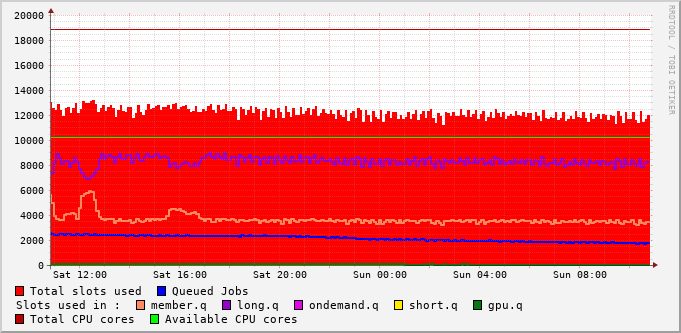 RRDTOOL / TOBI OETIKER
20000
18000
16000
14000
12000
10000
8000
6000
4000
2000
0
Sat 12:00 Sat 16:00 Sat 20:00 Sun 00:00 Sun 04:00 Sun 08:00
Total slots used Queued Jobs
Slots used in : member.q long.q ondemand.q short.q gpu.q
Total CPU cores Available CPU cores